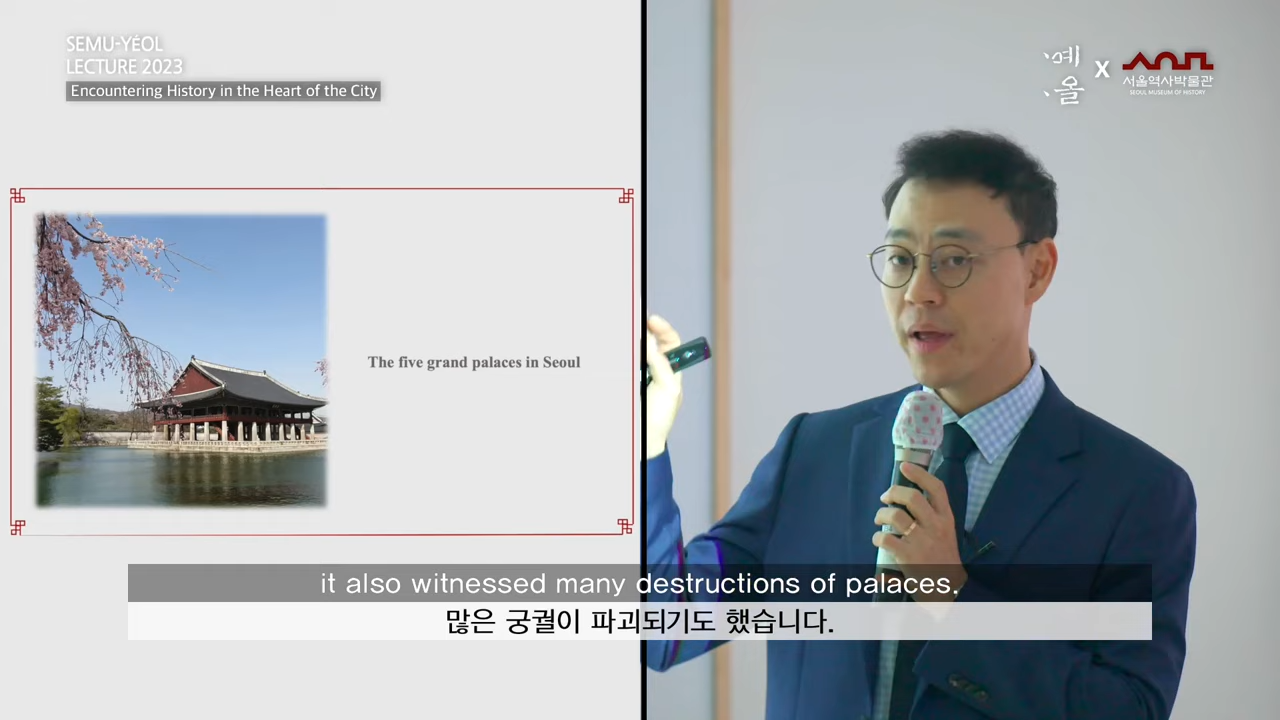 SEMU-YÉOL
LECTURE 2023
Encountering History in the Heart of the City
예올
X
서울역사박물관
SEOUL MUSEUM OF HISTORY
The five grand palaces in Seoul
it also witnessed many destructions of palaces.
많은 궁궐이 파괴되기도 했습니다.